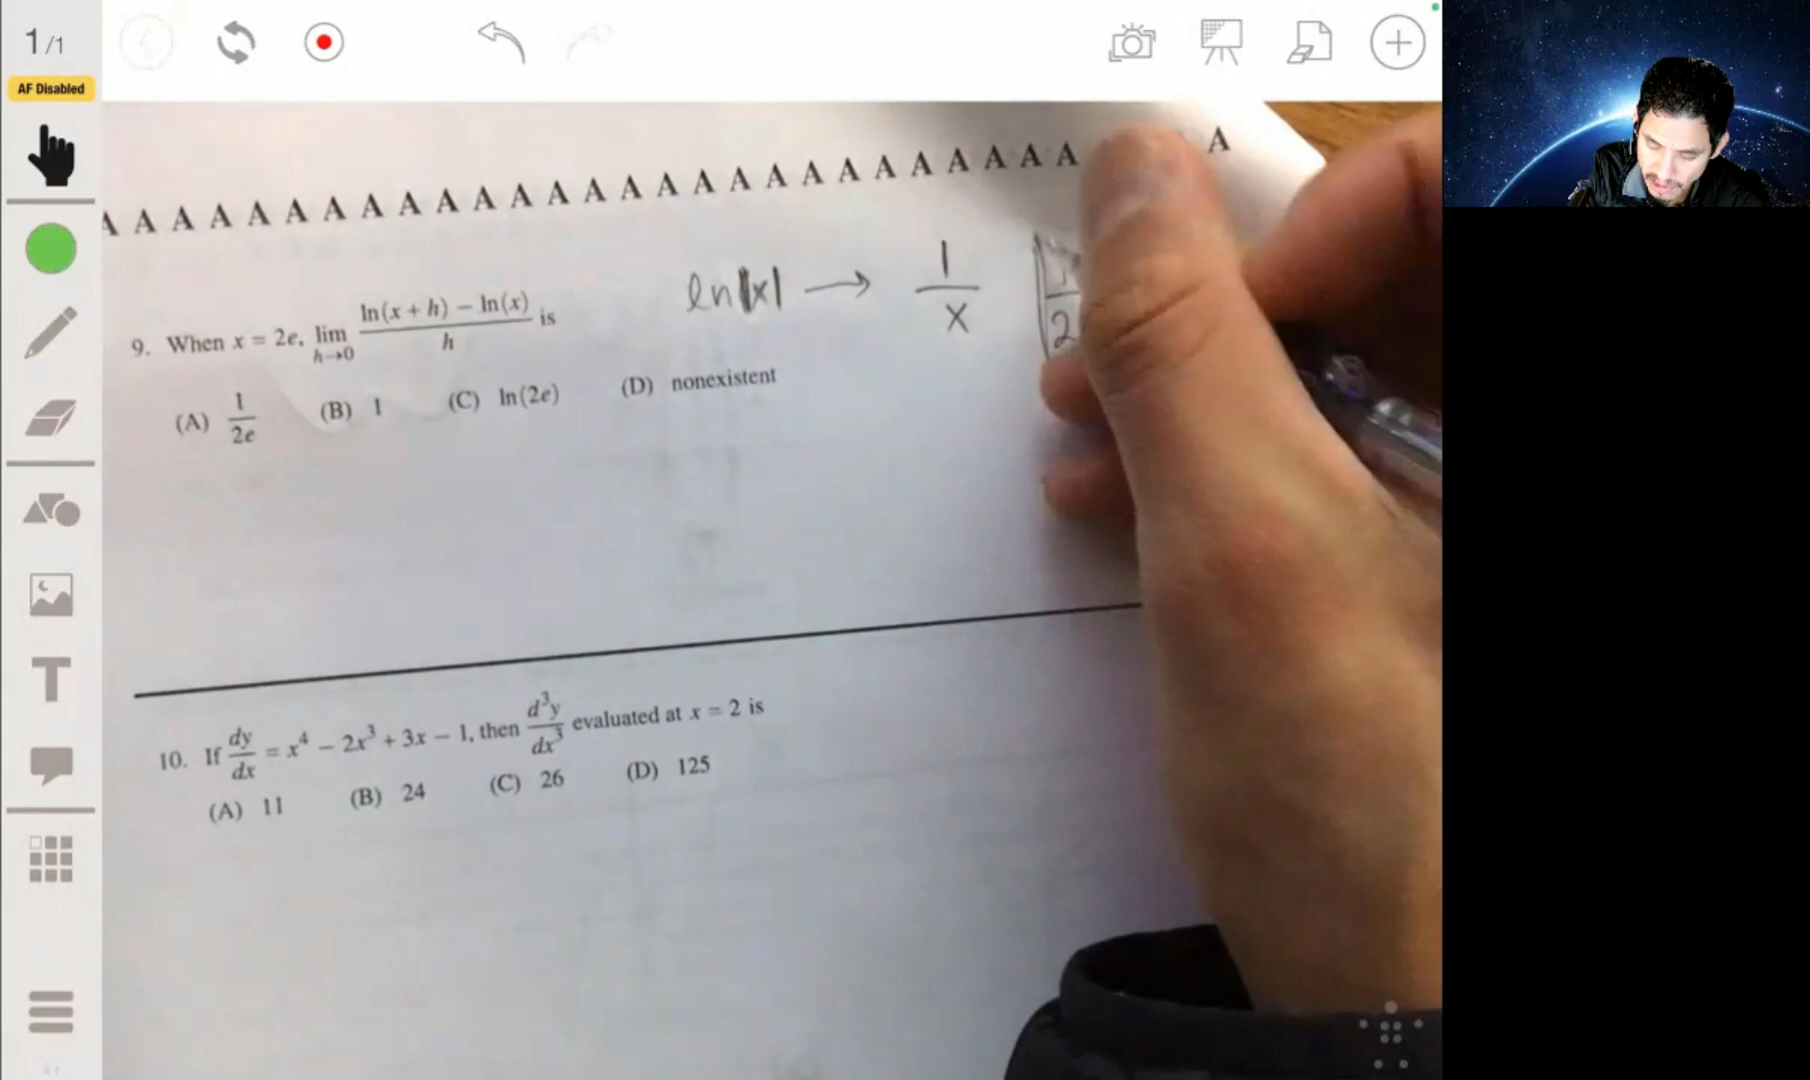 1/1
AF Disabled
A A A A A A A A A A A A A A A A A A A A A A A A A A A A
ln|x| → 1/x
9. When x = 2e, lim h→0 ln(x + h) − ln(x) / h is
(A) 1/2e (B) 1 (C) ln(2e) (D) nonexistent
10. If dy/dx = x⁴ − 2x³ + 3x − 1, then d³y/dx³ evaluated at x = 2 is
(A) 11 (B) 24 (C) 26 (D) 125
T